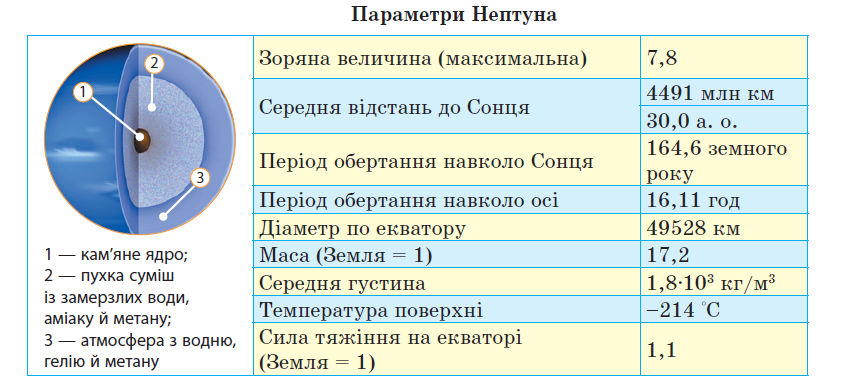 Параметри Нептуна
1
2
3
1 — кам'яне ядро;
2 — пухка суміш
із замерзлих води,
аміаку й метану;
3 — атмосфера з водню,
гелію й метану
Зоряна величина (максимальна) 7,8
Середня відстань до Сонця 4491 млн км
30,0 а. о.
Період обертання навколо Сонця 164,6 земного
року
Період обертання навколо осі 16,11 год
Діаметр по екватору 49528 км
Маса (Земля = 1) 17,2
Середня густина 1,8·10³ кг/м³
Температура поверхні –214 °С
Сила тяжіння на екваторі
(Земля = 1) 1,1